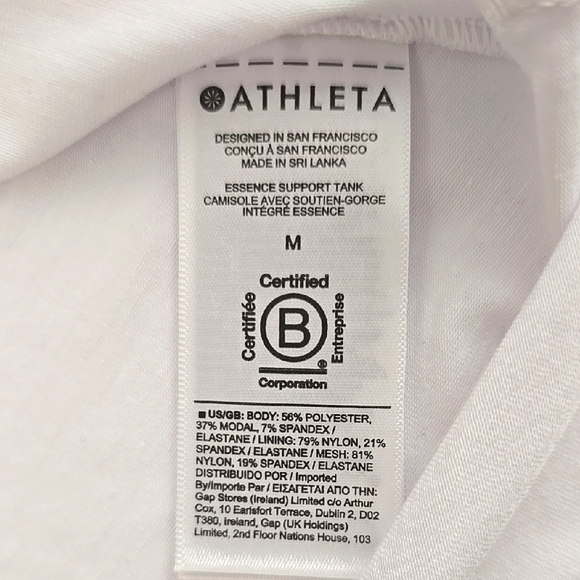 ATHLETA
DESIGNED IN SAN FRANCISCO
CONÇU À SAN FRANCISCO
MADE IN SRI LANKA
ESSENCE SUPPORT TANK
CAMISOLE AVEC SOUTIEN-GORGE
INTÉGRÉ ESSENCE
M
Certified
Certifiée
B
Entreprise
®
Corporation
■ US/GB: BODY: 56% POLYESTER,
37% MODAL, 7% SPANDEX /
ELASTANE / LINING: 79% NYLON, 21%
SPANDEX / ELASTANE / MESH: 81%
NYLON, 19% SPANDEX / ELASTANE
DISTRIBUIDO POR / Imported
By/Importe Par / ΕΙΣΑΓΕΤΑΙ ΑΠΟ ΤΗΝ:
Gap Stores (Ireland) Limited c/o Arthur
Cox, 10 Earlsfort Terrace, Dublin 2, D02
T380, Ireland, Gap (UK Holdings)
Limited, 2nd Floor Nations House, 103